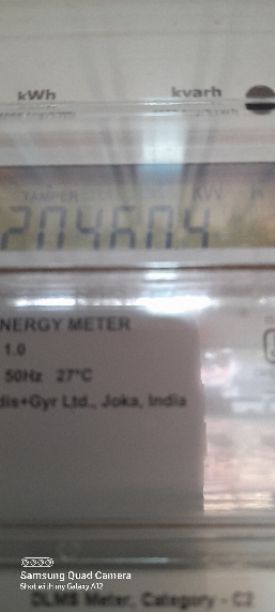 kWh kvarh
TAMPER KW H
204604
NERGY METER
1.0
50Hz 27°C
dis+Gyr Ltd., Joka, India
Samsung Quad Camera
Shot with my Galaxy A12
DLMS Meter, Category - C2